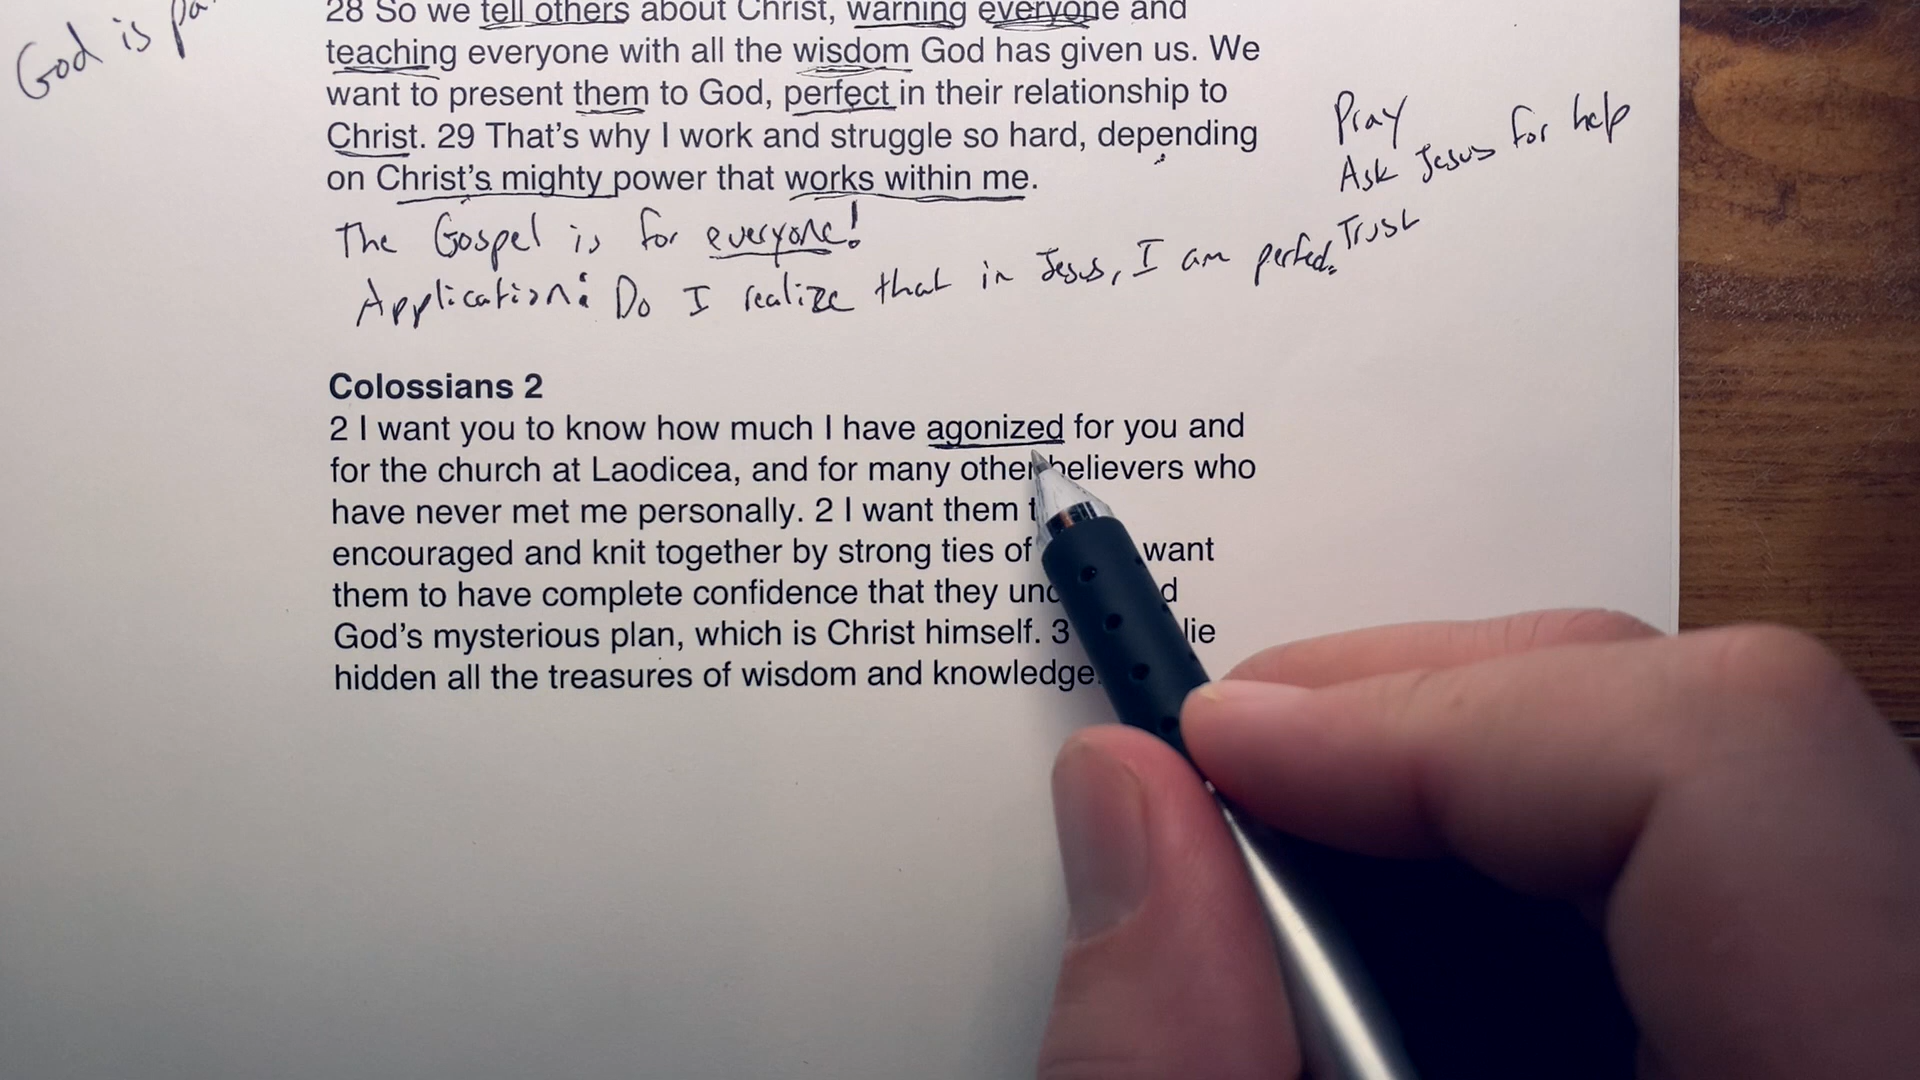 God is
28 So we tell others about Christ, warning everyone and
teaching everyone with all the wisdom God has given us. We
want to present them to God, perfect in their relationship to
Christ. 29 That's why I work and struggle so hard, depending
on Christ's mighty power that works within me.
Pray
Ask Jesus for help
Trust
The Gospel is for everyone!
Application: Do I realize that in Jesus, I am perfect.
Colossians 2
2 I want you to know how much I have agonized for you and
for the church at Laodicea, and for many other believers who
have never met me personally. 2 I want them
encouraged and knit together by strong ties of want
them to have complete confidence that they
God's mysterious plan, which is Christ himself. 3 lie
hidden all the treasures of wisdom and knowledge.